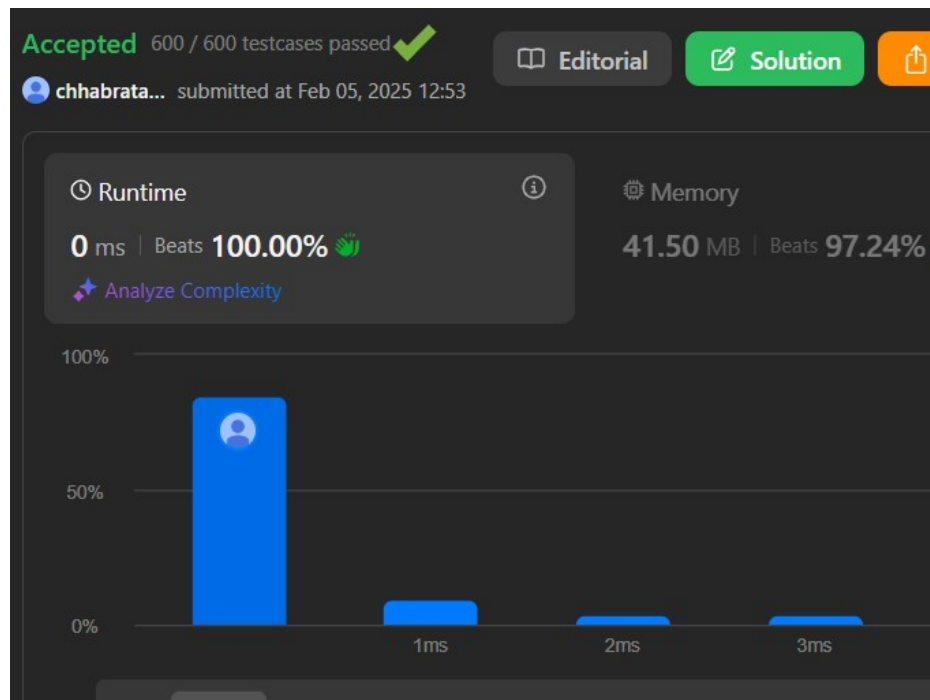 Accepted 600 / 600 testcases passed
Editorial
Solution
chhabrata... submitted at Feb 05, 2025 12:53
Runtime
0 ms | Beats 100.00%
Analyze Complexity
Memory
41.50 MB | Beats 97.24%
100%
50%
0%
1ms
2ms
3ms